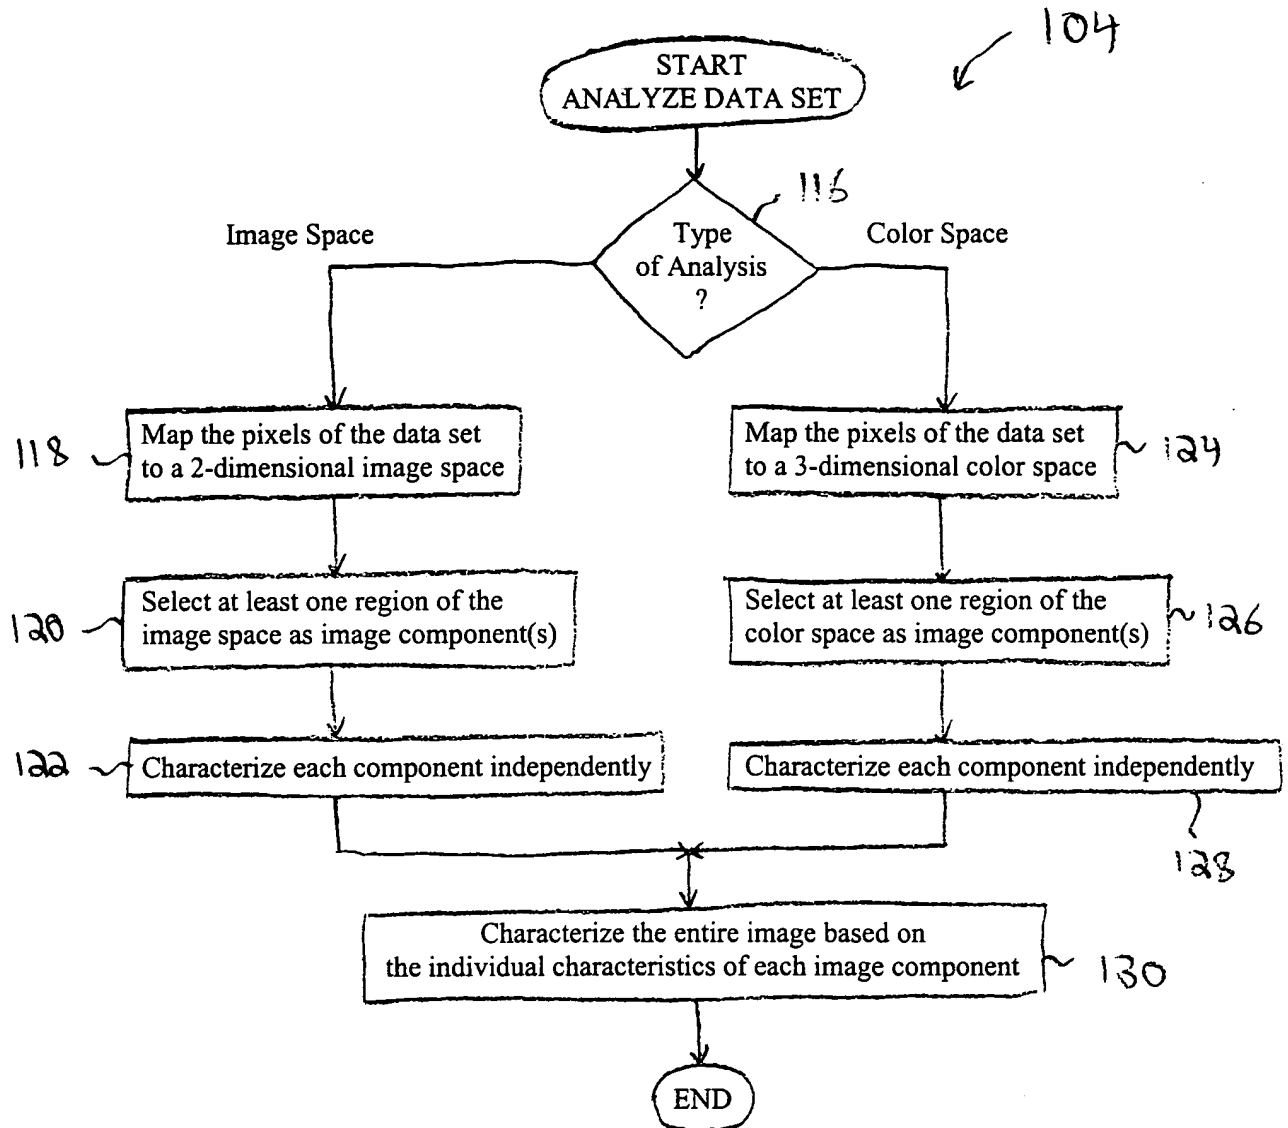 104
START
ANALYZE DATA SET
116
Image Space
Type
of Analysis
?
Color Space
118
Map the pixels of the data set
to a 2-dimensional image space
Map the pixels of the data set
to a 3-dimensional color space
124
120
Select at least one region of the
image space as image component(s)
Select at least one region of the
color space as image component(s)
126
122
Characterize each component independently
Characterize each component independently
128
Characterize the entire image based on
the individual characteristics of each image component
130
END